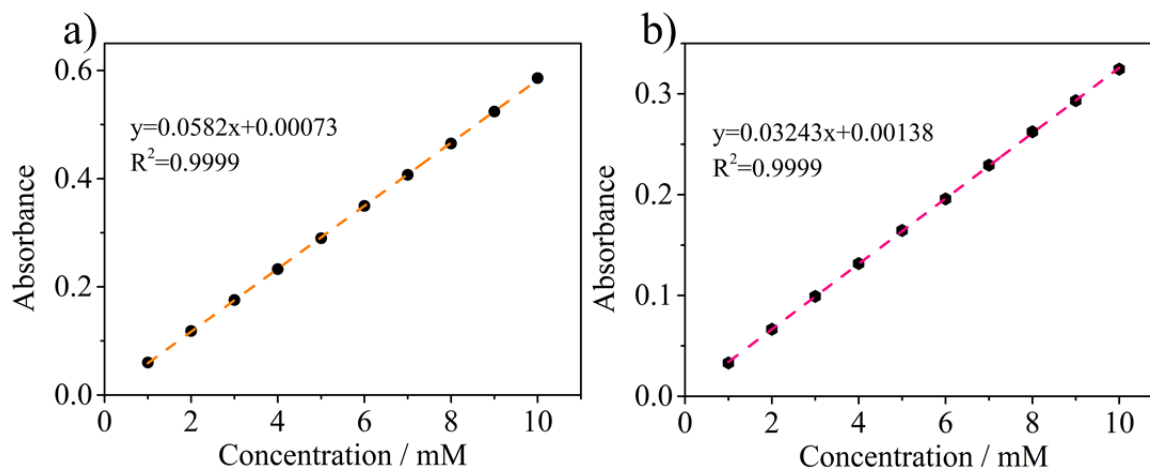 a)
0.6
y=0.0582x+0.00073
R²=0.9999
0.4
Absorbance
0.2
0.0
0 2 4 6 8 10
Concentration / mM
b)
0.3
y=0.03243x+0.00138
R²=0.9999
0.2
Absorbance
0.1
0.0
0 2 4 6 8 10
Concentration / mM